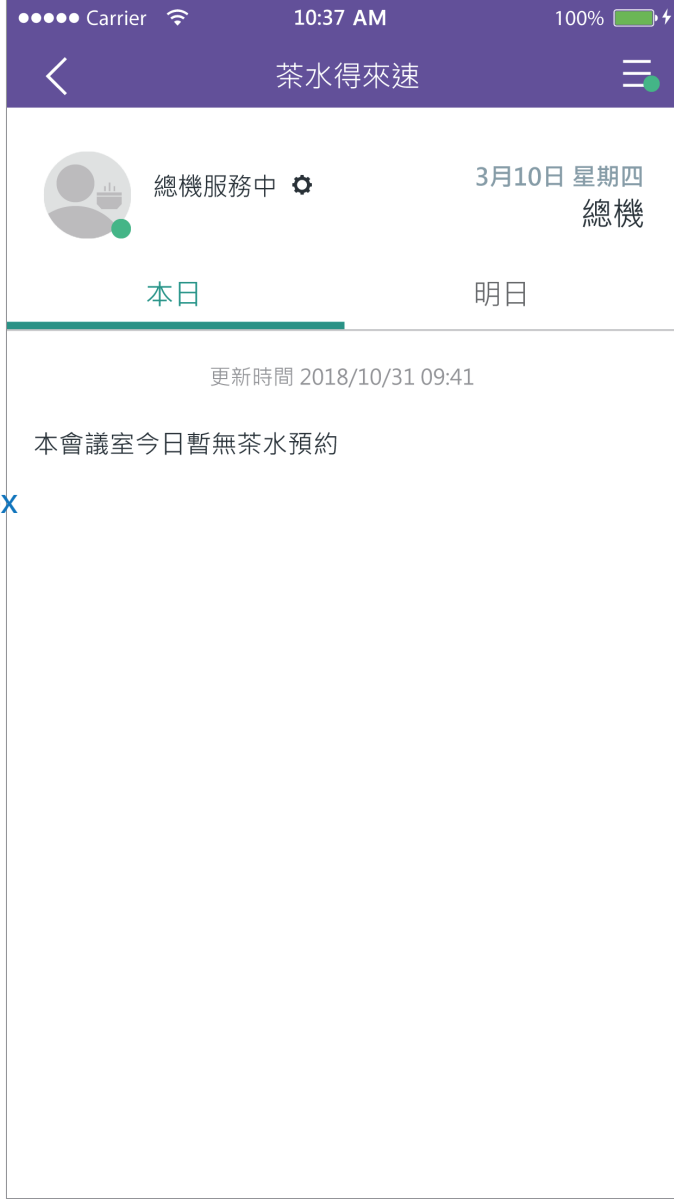 Carrier 10:37 AM 100%
茶水得來速
總機服務中
3月10日 星期四
總機
本日 明日
更新時間 2018/10/31 09:41
本會議室今日暫無茶水預約
X